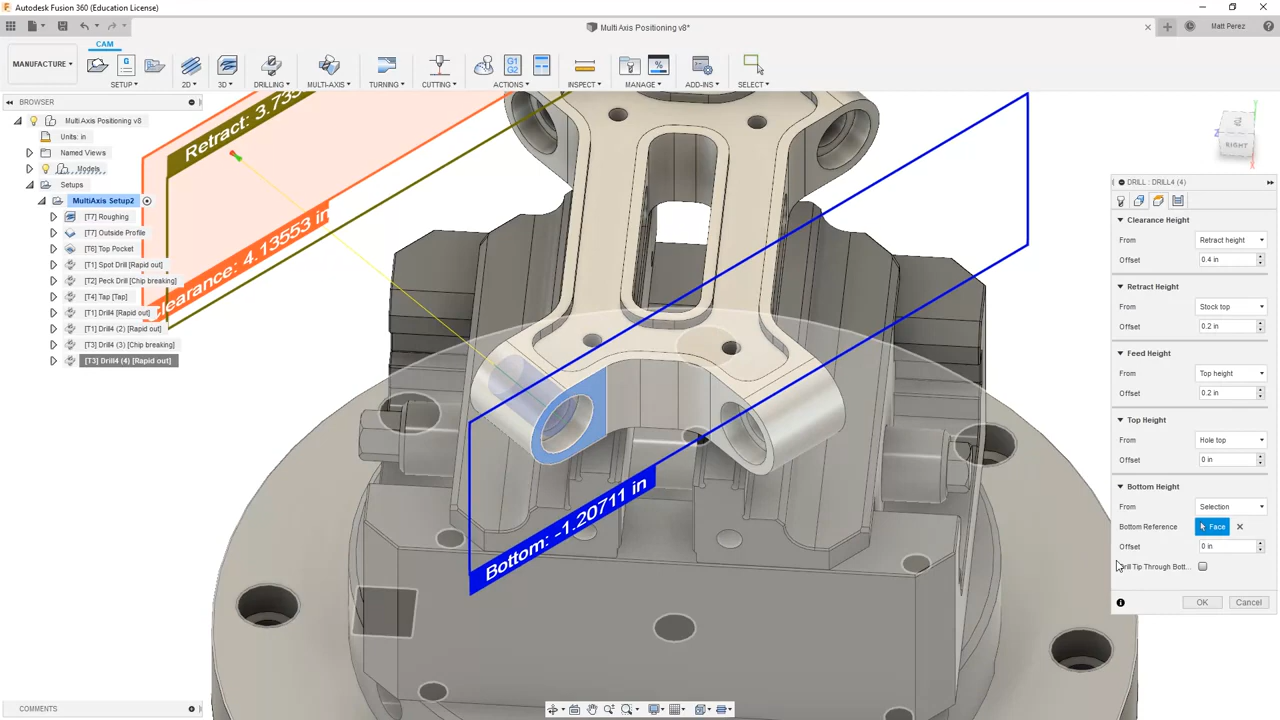 Autodesk Fusion 360 (Education License)
Multi Axis Positioning v8*
Matt Perez
CAM
MANUFACTURE
SETUP
2D
3D
DRILLING
MULTI-AXIS
TURNING
CUTTING
G1
G2
ACTIONS
INSPECT
MANAGE
ADD-INS
SELECT
BROWSER
Multi Axis Positioning v8
Units: in
Named Views
Models
Setups
MultiAxis Setup2
[T7] Roughing
[T7] Outside Profile
[T6] Top Pocket
[T1] Spot Drill [Rapid out]
[T2] Peck Drill [Chip breaking]
[T4] Tap [Tap]
[T1] Drill4 [Rapid out]
[T1] Drill4 (2) [Rapid out]
[T3] Drill4 (3) [Chip breaking]
[T3] Drill4 (4) [Rapid out]
Retract: 3.735
Clearance: 4.13553 in
Bottom: -1.20711 in
RIGHT
DRILL : DRILL4 (4)
Clearance Height
From Retract height
Offset 0.4 in
Retract Height
From Stock top
Offset 0.2 in
Feed Height
From Top height
Offset 0.2 in
Top Height
From Hole top
Offset 0 in
Bottom Height
From Selection
Bottom Reference Face
Offset 0 in
Drill Tip Through Bott...
OK Cancel
COMMENTS